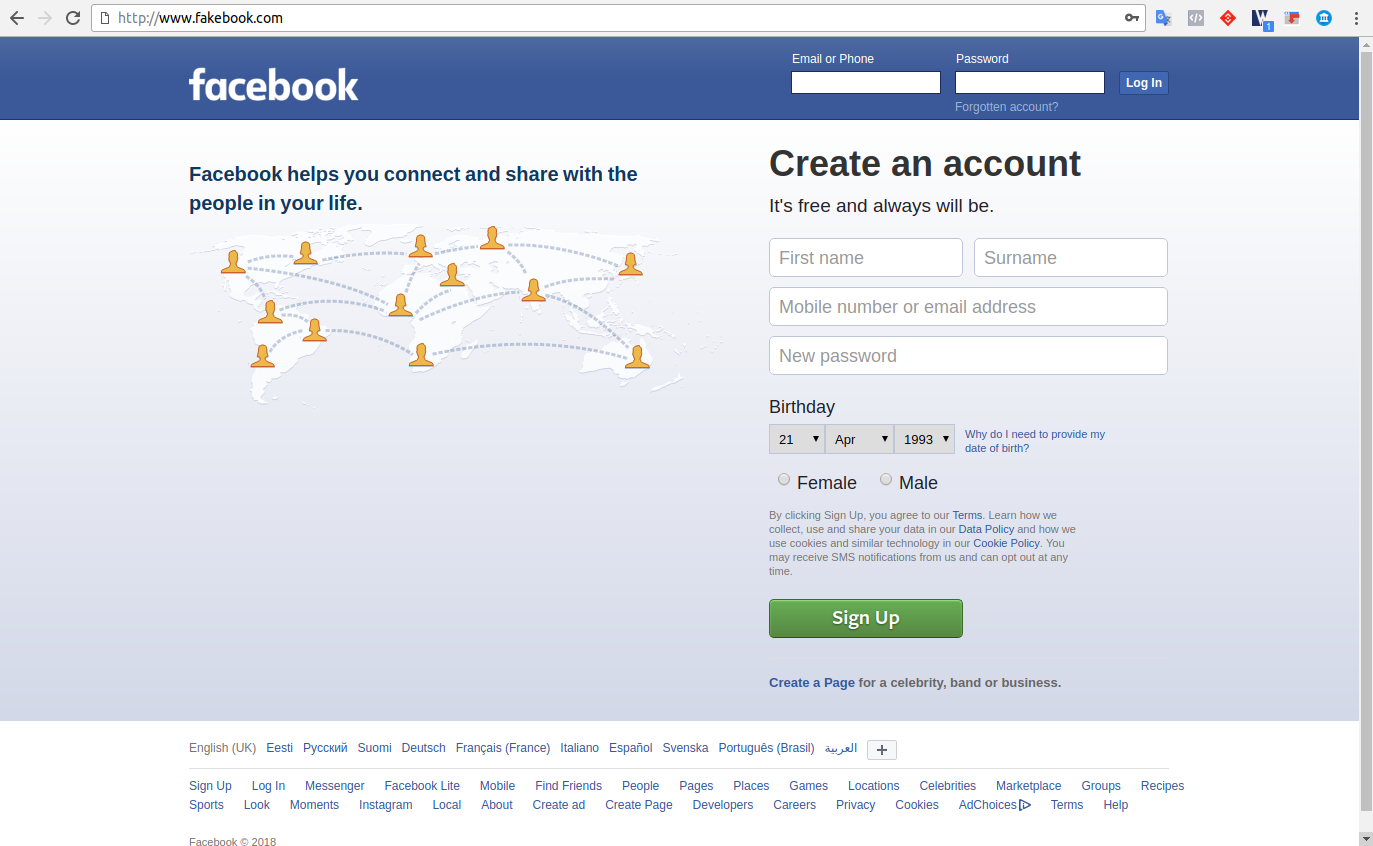 http://www.fakebook.com
1
facebook
Email or Phone
Password
Log In
Forgotten account?
Facebook helps you connect and share with the
people in your life.
Create an account
It's free and always will be.
First name
Surname
Mobile number or email address
New password
Birthday
21 Apr 1993
Why do I need to provide my
date of birth?
Female Male
By clicking Sign Up, you agree to our Terms. Learn how we
collect, use and share your data in our Data Policy and how we
use cookies and similar technology in our Cookie Policy. You
may receive SMS notifications from us and can opt out at any
time.
Sign Up
Create a Page for a celebrity, band or business.
English (UK) Eesti Русский Suomi Deutsch Français (France) Italiano Español Svenska Português (Brasil) العربية +
Sign Up Log In Messenger Facebook Lite Mobile Find Friends People Pages Places Games Locations Celebrities Marketplace Groups Recipes
Sports Look Moments Instagram Local About Create ad Create Page Developers Careers Privacy Cookies AdChoices Terms Help
Facebook © 2018